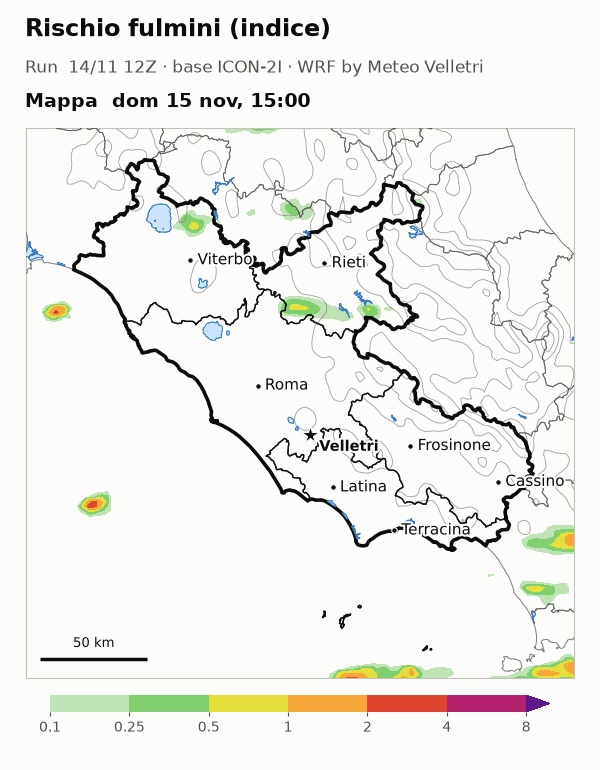 Rischio fulmini (indice)
Run  14/11 12Z · base ICON-2I · WRF by Meteo Velletri
Mappa  dom 15 nov, 15:00
Viterbo
Rieti
Roma
Velletri
Frosinone
Latina
Cassino
Terracina
50 km
0.1 0.25 0.5 1 2 4 8